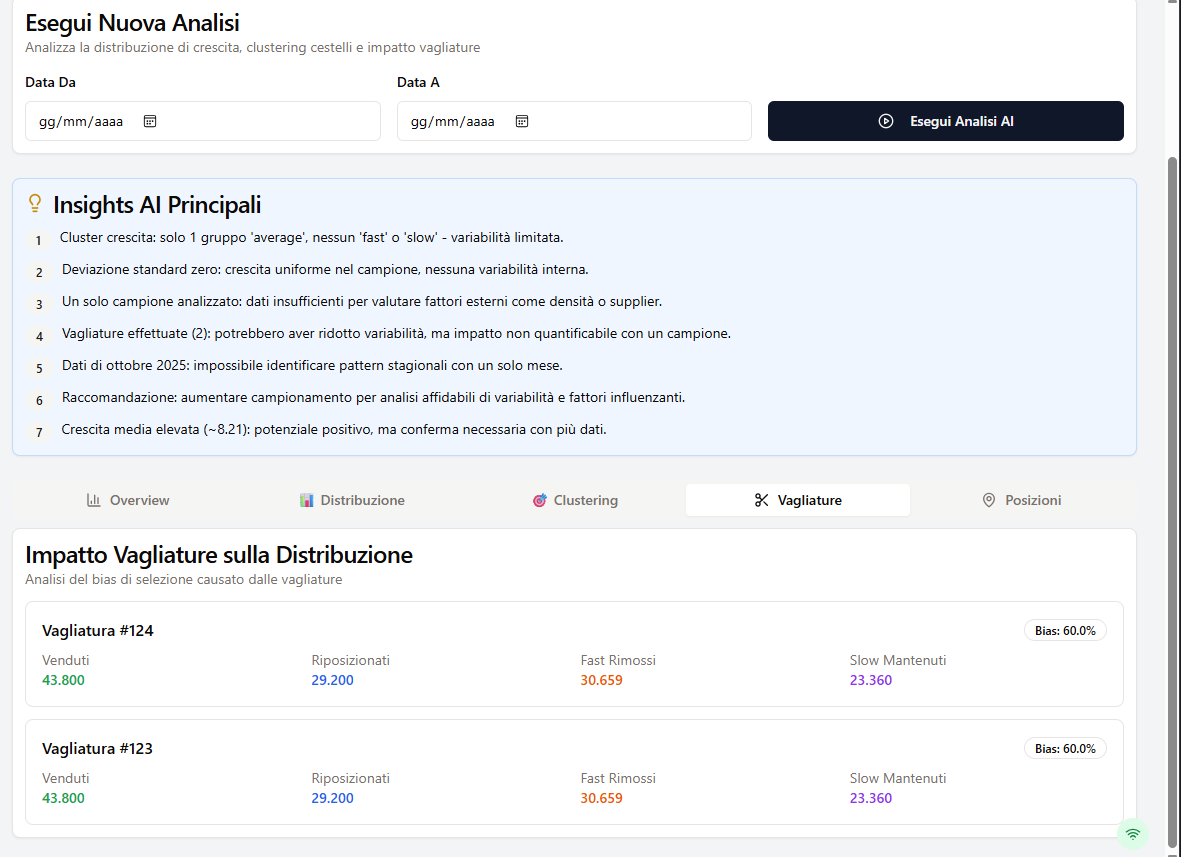 Esegui Nuova Analisi
Analizza la distribuzione di crescita, clustering cestelli e impatto vagliature
Data Da Data A
gg/mm/aaaa gg/mm/aaaa Esegui Analisi AI
Insights AI Principali
1 Cluster crescita: solo 1 gruppo 'average', nessun 'fast' o 'slow' - variabilità limitata.
2 Deviazione standard zero: crescita uniforme nel campione, nessuna variabilità interna.
3 Un solo campione analizzato: dati insufficienti per valutare fattori esterni come densità o supplier.
4 Vagliature effettuate (2): potrebbero aver ridotto variabilità, ma impatto non quantificabile con un campione.
5 Dati di ottobre 2025: impossibile identificare pattern stagionali con un solo mese.
6 Raccomandazione: aumentare campionamento per analisi affidabili di variabilità e fattori influenzanti.
7 Crescita media elevata (~8.21): potenziale positivo, ma conferma necessaria con più dati.
Overview Distribuzione Clustering Vagliature Posizioni
Impatto Vagliature sulla Distribuzione
Analisi del bias di selezione causato dalle vagliature
Vagliatura #124 Bias: 60.0%
Venduti Riposizionati Fast Rimossi Slow Mantenuti
43.800 29.200 30.659 23.360
Vagliatura #123 Bias: 60.0%
Venduti Riposizionati Fast Rimossi Slow Mantenuti
43.800 29.200 30.659 23.360